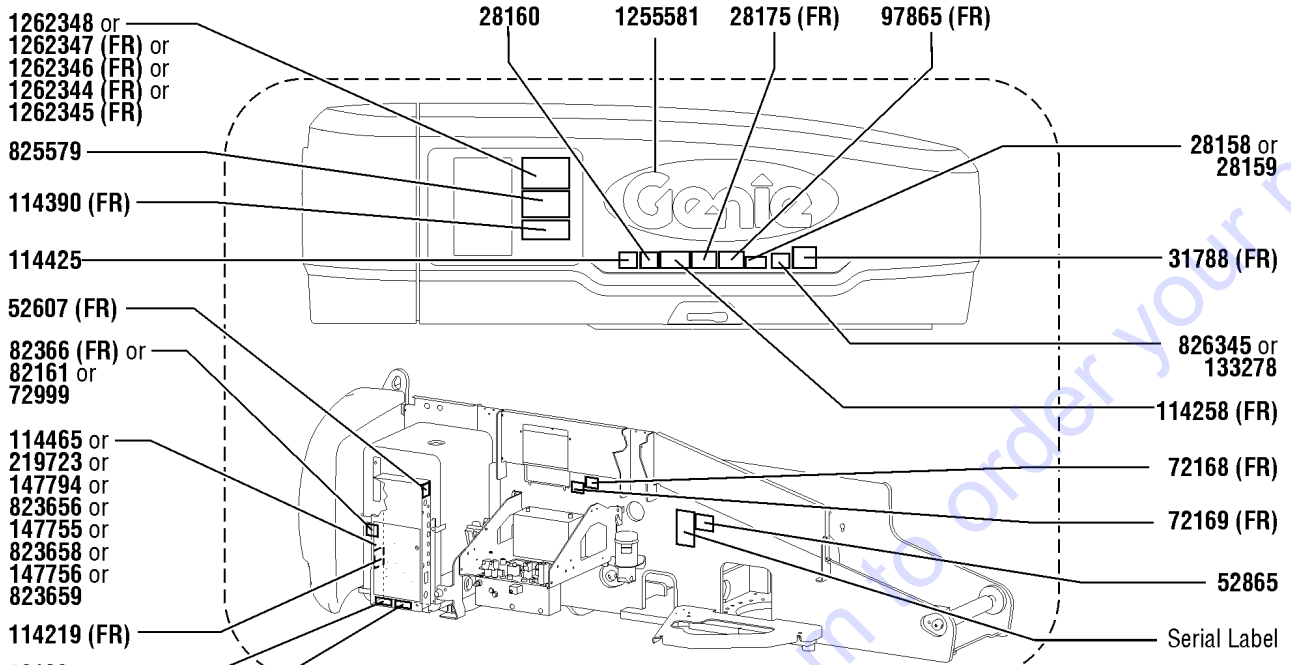 1262348 or
1262347 (FR) or
1262346 (FR) or
1262344 (FR) or
1262345 (FR)
825579
114390 (FR)
114425
52607 (FR)
82366 (FR) or
82161 or
72999
114465 or
219723 or
147794 or
823656 or
147755 or
823658 or
147756 or
823659
114219 (FR)
28160
1255581
28175 (FR)
97865 (FR)
Genie
28158 or
28159
31788 (FR)
826345 or
133278
114258 (FR)
72168 (FR)
72169 (FR)
52865
Serial Label
m to order your